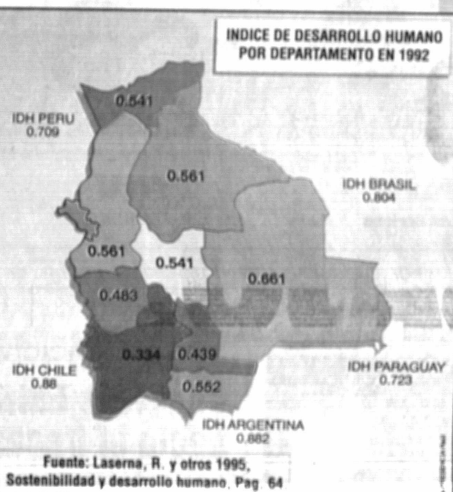 INDICE DE DESARROLLO HUMANO
POR DEPARTAMENTO EN 1992
0.541
IDH PERU
0.709
0.561
IDH BRASIL
0.804
0.561
0.541
0.661
0.483
0.334
0.439
IDH CHILE
0.88
0.552
IDH PARAGUAY
0.723
IDH ARGENTINA
0.882
Fuente: Laserna, R. y otros 1995,
Sostenibilidad y desarrollo humano. Pag. 64